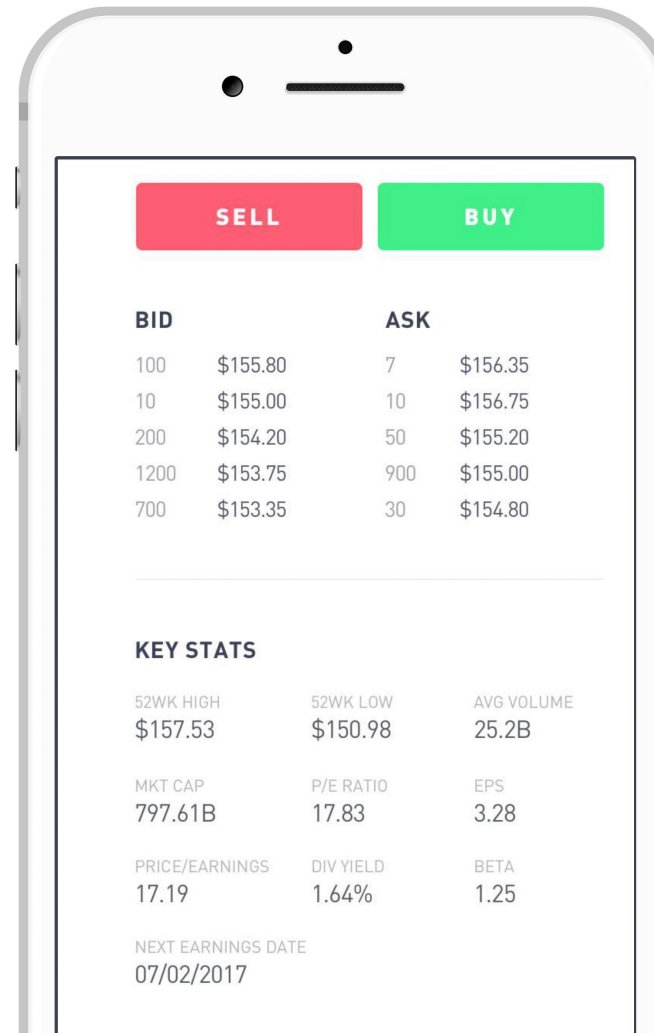 SELL BUY
BID ASK
100 $155.80 7 $156.35
10 $155.00 10 $156.75
200 $154.20 50 $155.20
1200 $153.75 900 $155.00
700 $153.35 30 $154.80
KEY STATS
52WK HIGH 52WK LOW AVG VOLUME
$157.53 $150.98 25.2B
MKT CAP P/E RATIO EPS
797.61B 17.83 3.28
PRICE/EARNINGS DIV YIELD BETA
17.19 1.64% 1.25
NEXT EARNINGS DATE
07/02/2017